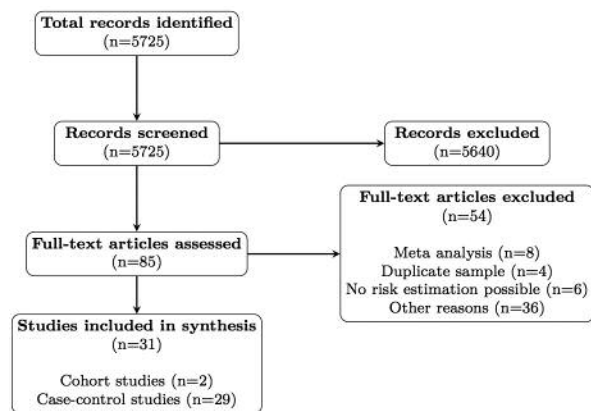 Total records identified
(n=5725)
Records screened
(n=5725)
Records excluded
(n=5640)
Full-text articles assessed
(n=85)
Full-text articles excluded
(n=54)
Meta analysis (n=8)
Duplicate sample (n=4)
No risk estimation possible (n=6)
Other reasons (n=36)
Studies included in synthesis
(n=31)
Cohort studies (n=2)
Case-control studies (n=29)